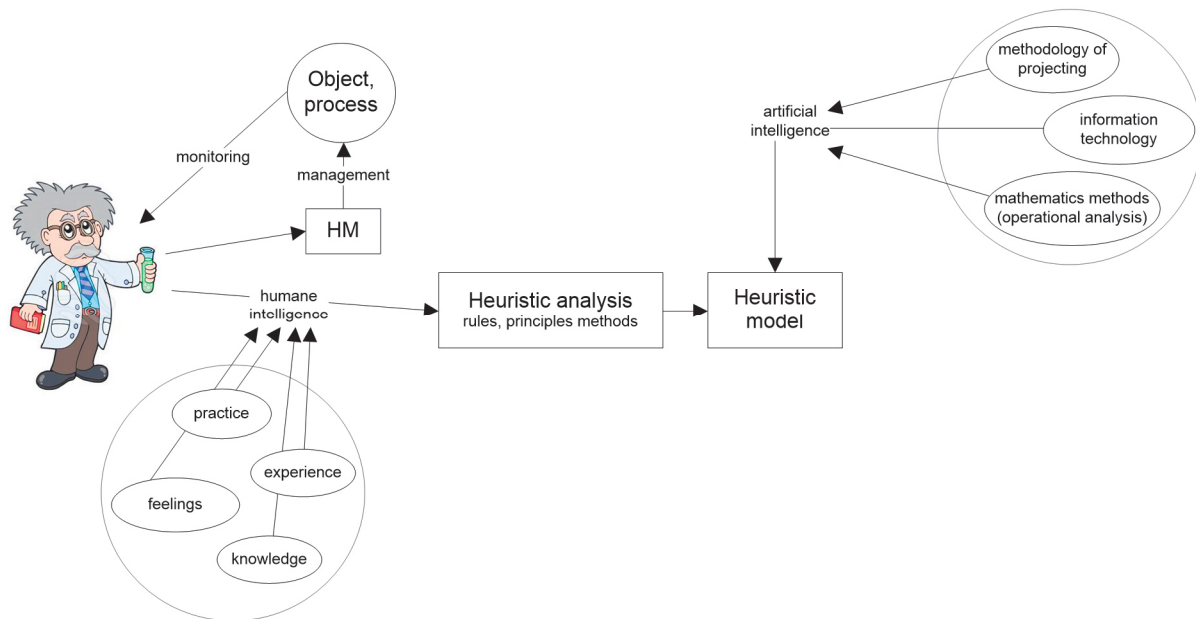 Object,
process
monitoring
management
HM
humane
intelligence
practice
feelings
experience
knowledge
Heuristic analysis
rules, principles methods
Heuristic
model
artificial
intelligence
methodology of
projecting
information
technology
mathematics methods
(operational analysis)